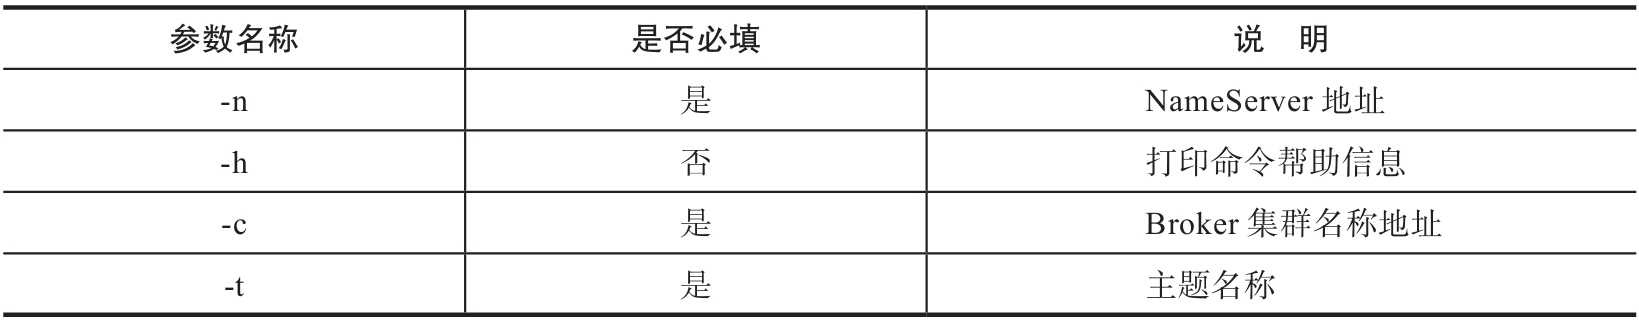 参数名称 是否必填 说 明
-n 是 NameServer 地址
-h 否 打印命令帮助信息
-c 是 Broker 集群名称地址
-t 是 主题名称